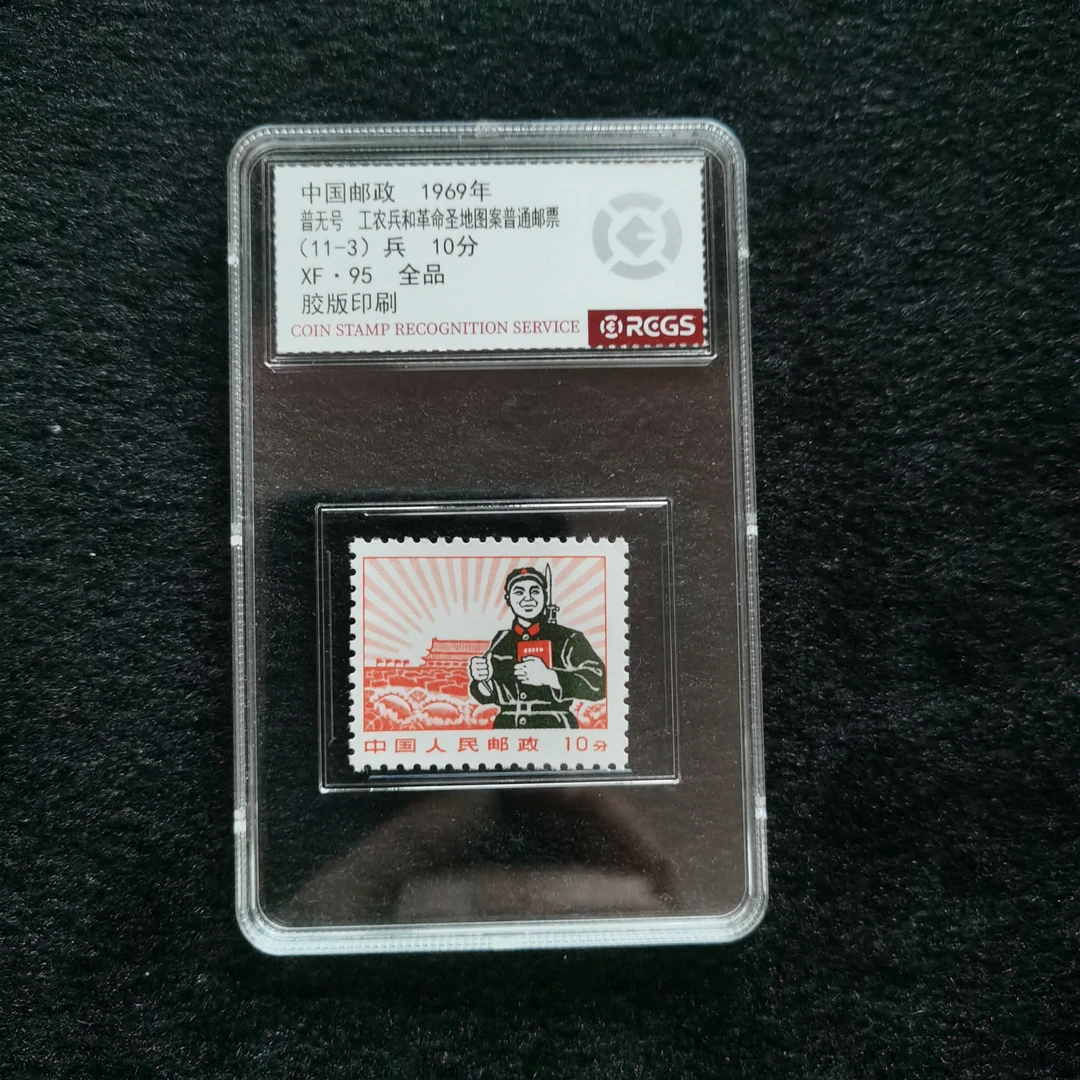 中国邮政 1969年
普无号 工农兵和革命圣地图案普通邮票
(11-3) 兵 10分
XF·95 全品
胶版印刷
COIN STAMP RECOGNITION SERVICE RCGS
中国人民邮政 10分